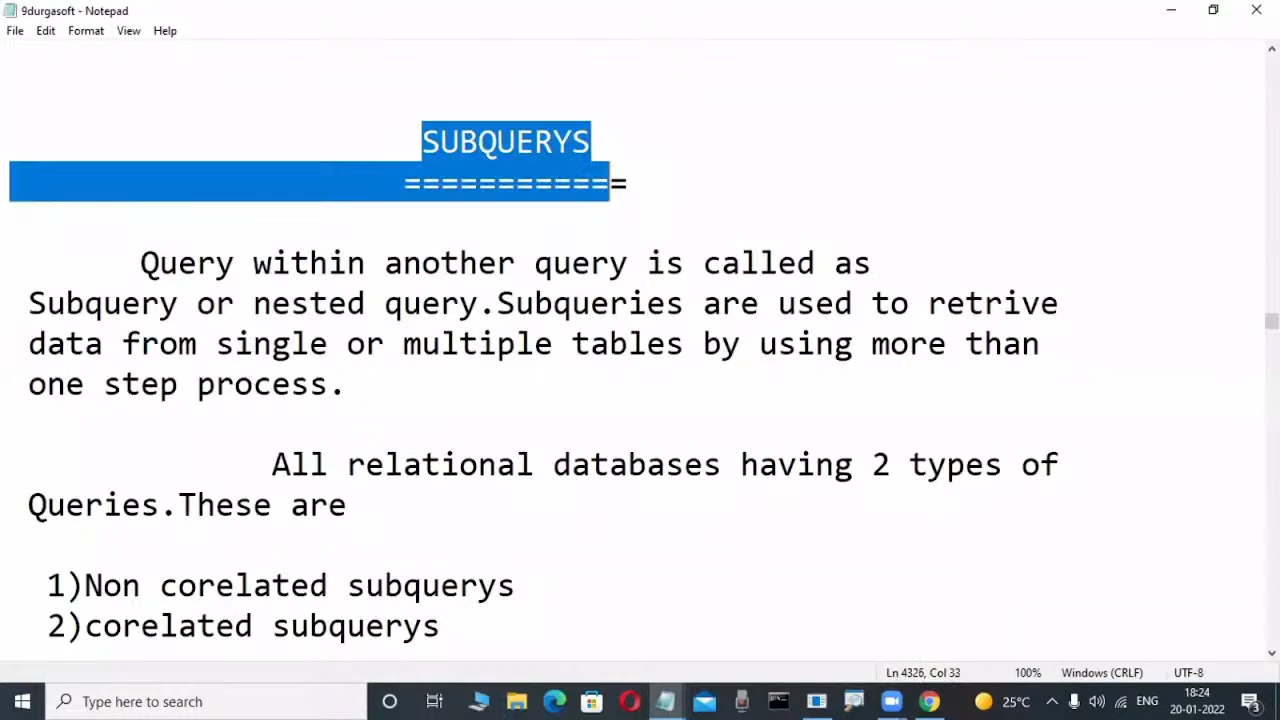 9durgasoft - Notepad
File Edit Format View Help
SUBQUERYS
============
Query within another query is called as
Subquery or nested query.Subqueries are used to retrive
data from single or multiple tables by using more than
one step process.
All relational databases having 2 types of
Queries.These are
1)Non corelated subquerys
2)corelated subquerys
Ln 4326, Col 33 100% Windows (CRLF) UTF-8
Type here to search 25°C ENG 18:24
20-01-2022 3